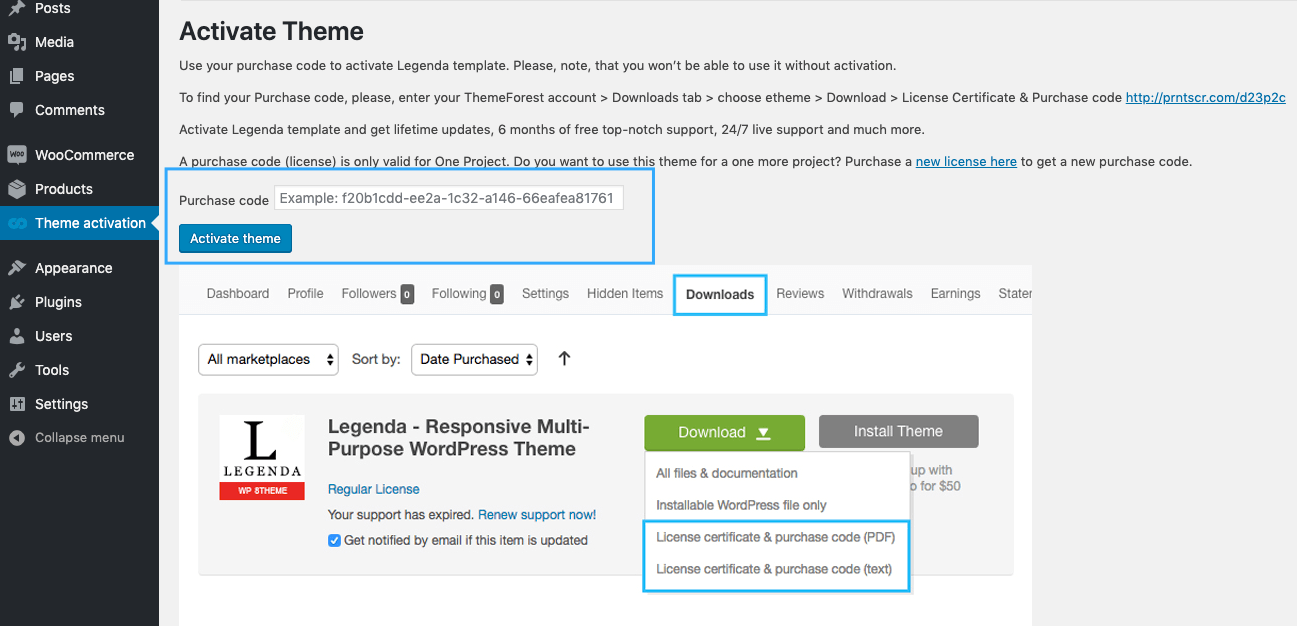 Posts
Media
Pages
Comments
WooCommerce
Products
Theme activation
Appearance
Plugins
Users
Tools
Settings
Collapse menu
Activate Theme
Use your purchase code to activate Legenda template. Please, note, that you won't be able to use it without activation.
To find your Purchase code, please, enter your ThemeForest account > Downloads tab > choose etheme > Download > License Certificate & Purchase code http://prntscr.com/d23p2c
Activate Legenda template and get lifetime updates, 6 months of free top-notch support, 24/7 live support and much more.
A purchase code (license) is only valid for One Project. Do you want to use this theme for a one more project? Purchase a new license here to get a new purchase code.
Purchase code Example: f20b1cdd-ee2a-1c32-a146-66eafea81761
Activate theme
Dashboard Profile Followers 0 Following 0 Settings Hidden Items Downloads Reviews Withdrawals Earnings Stater
All marketplaces Sort by: Date Purchased
L
LEGENDA
WP 8THEME
Legenda - Responsive Multi-
Purpose WordPress Theme
Regular License
Your support has expired. Renew support now!
Get notified by email if this item is updated
Download Install Theme
All files & documentation up with
Installable WordPress file only o for $50
License certificate & purchase code (PDF)
License certificate & purchase code (text)